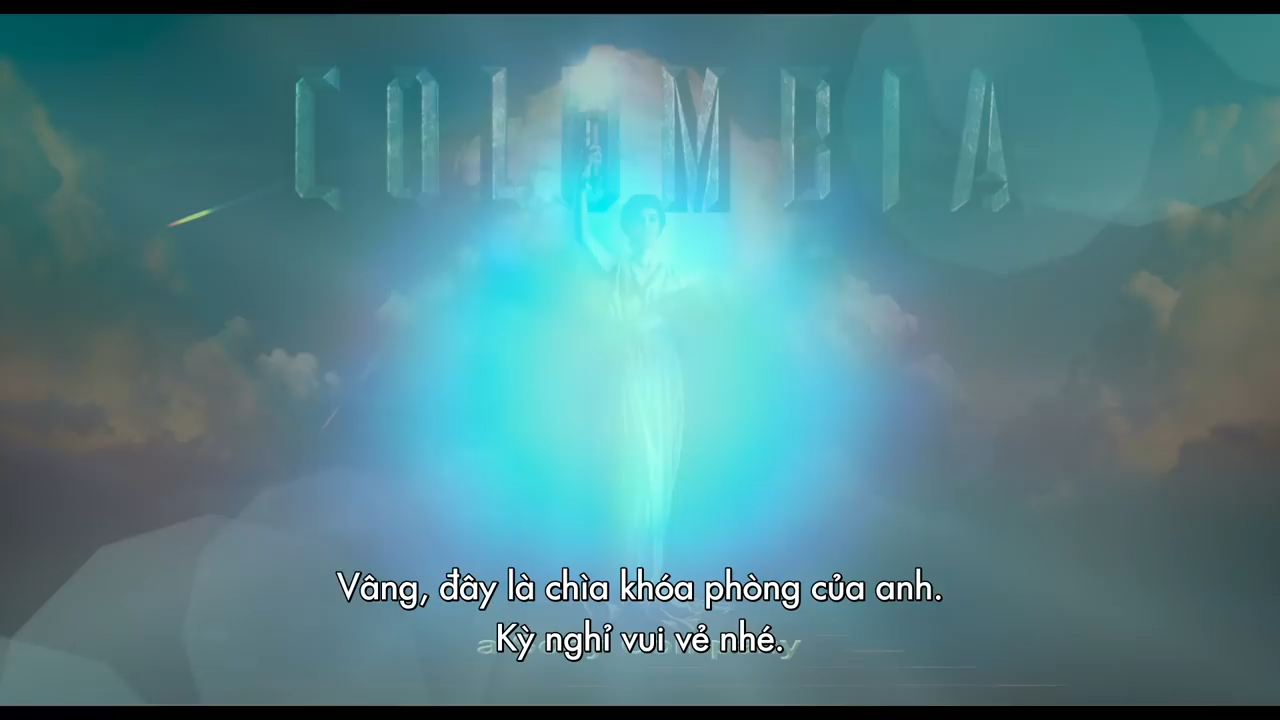 COLUMBIA
Vâng, đây là chìa khóa phòng của anh.
Kỳ nghỉ vui vẻ nhé.